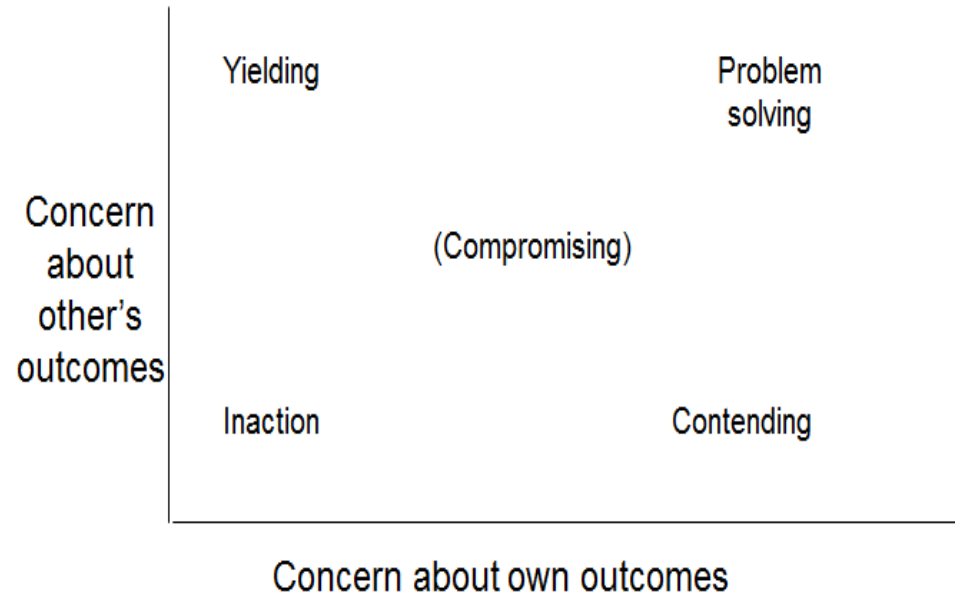 Yielding
Problem
solving
Concern
about
other's
outcomes
(Compromising)
Inaction
Contending
Concern about own outcomes